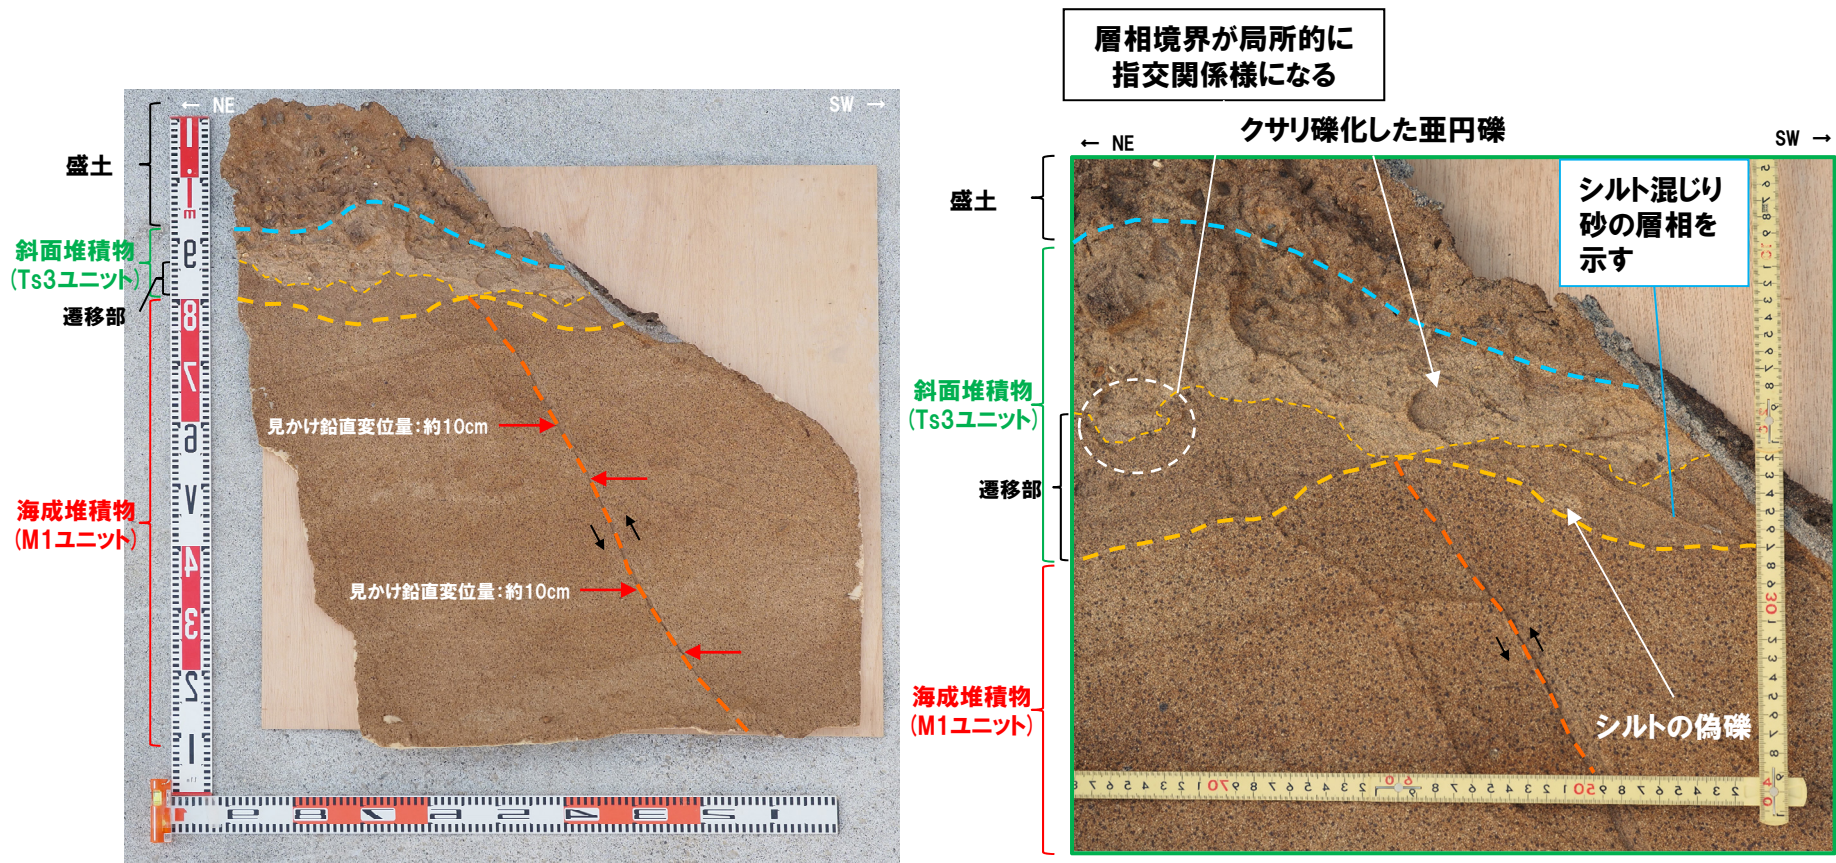 層相境界が局所的に
指交関係様になる
クサリ礫化した亜円礫
← NE
SW →
盛土
斜面堆積物
(Ts3ユニット)
遷移部
海成堆積物
(M1ユニット)
見かけ鉛直変位量：約10cm
見かけ鉛直変位量：約10cm
← NE
SW →
盛土
シルト混じり
砂の層相を
示す
斜面堆積物
(Ts3ユニット)
遷移部
海成堆積物
(M1ユニット)
シルトの偽礫